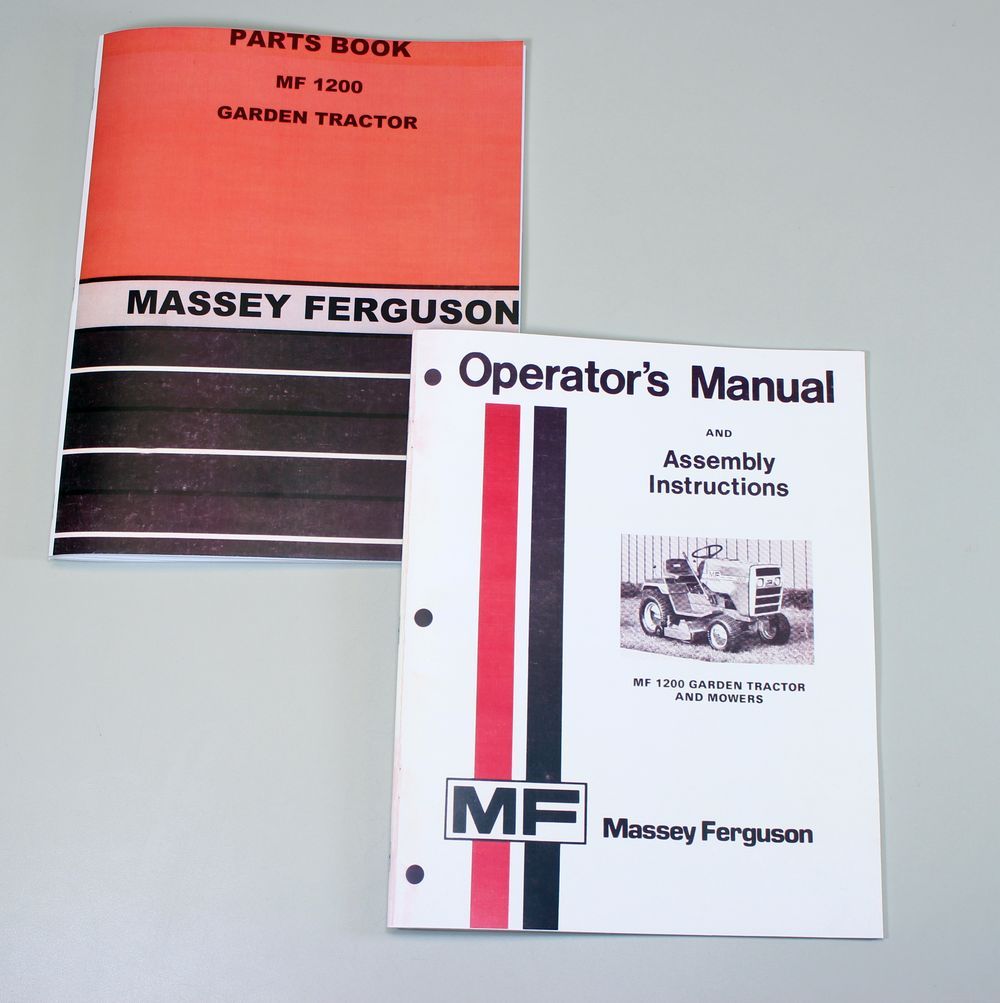 PARTS BOOK
MF 1200
GARDEN TRACTOR
MASSEY FERGUSON
Operator's Manual
AND
Assembly
Instructions
MF 1200 GARDEN TRACTOR
AND MOWERS
MF
Massey Ferguson